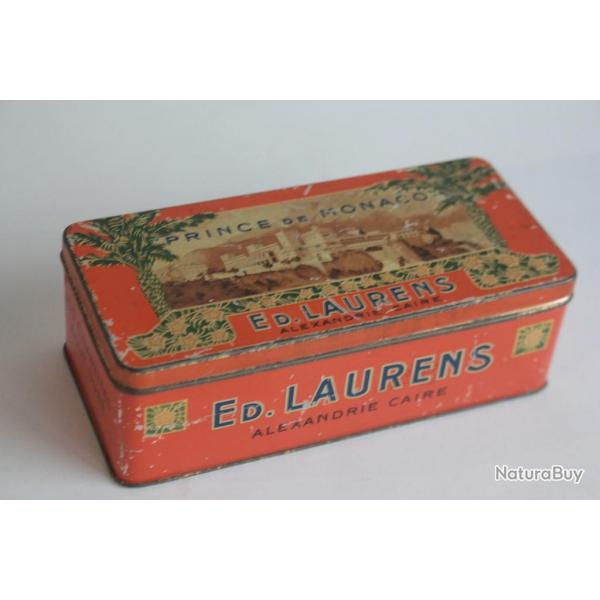 PRINCE DE MONACO
ED. LAURENS
ALEXANDRIE CAIRE
ED. LAURENS
ALEXANDRIE CAIRE
NaturaBuy